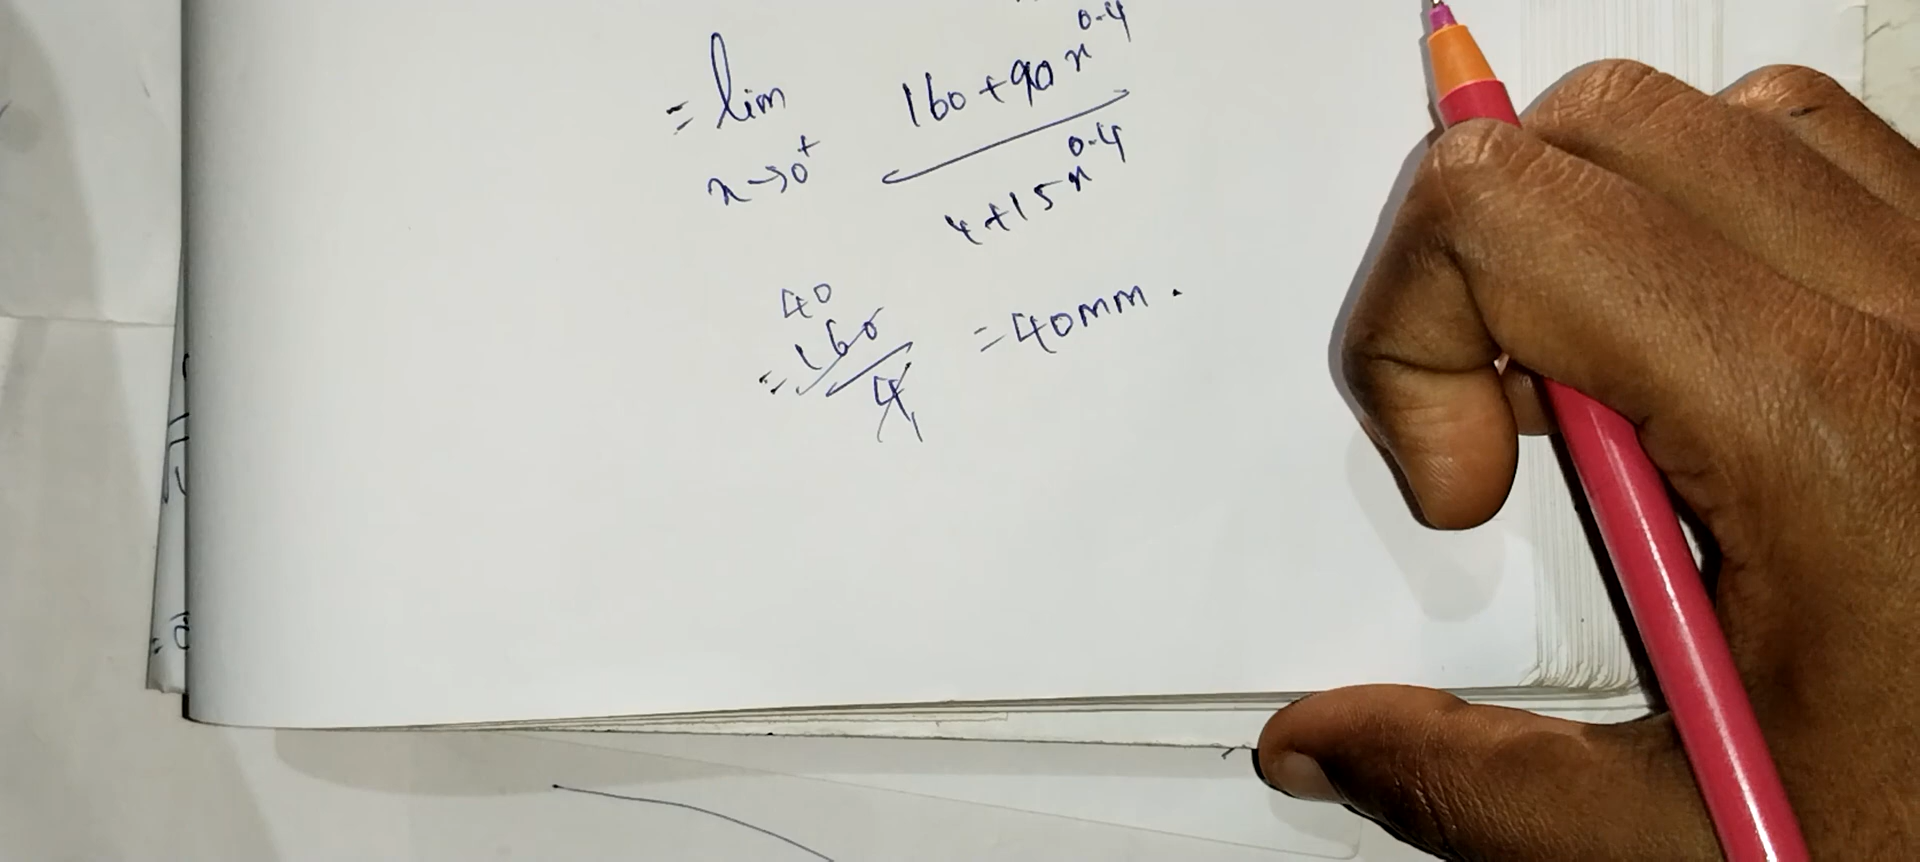 = lim 160 + 90x^0.4
x→0+ 4+15x^0.4
40
= 160/4 = 40mm.